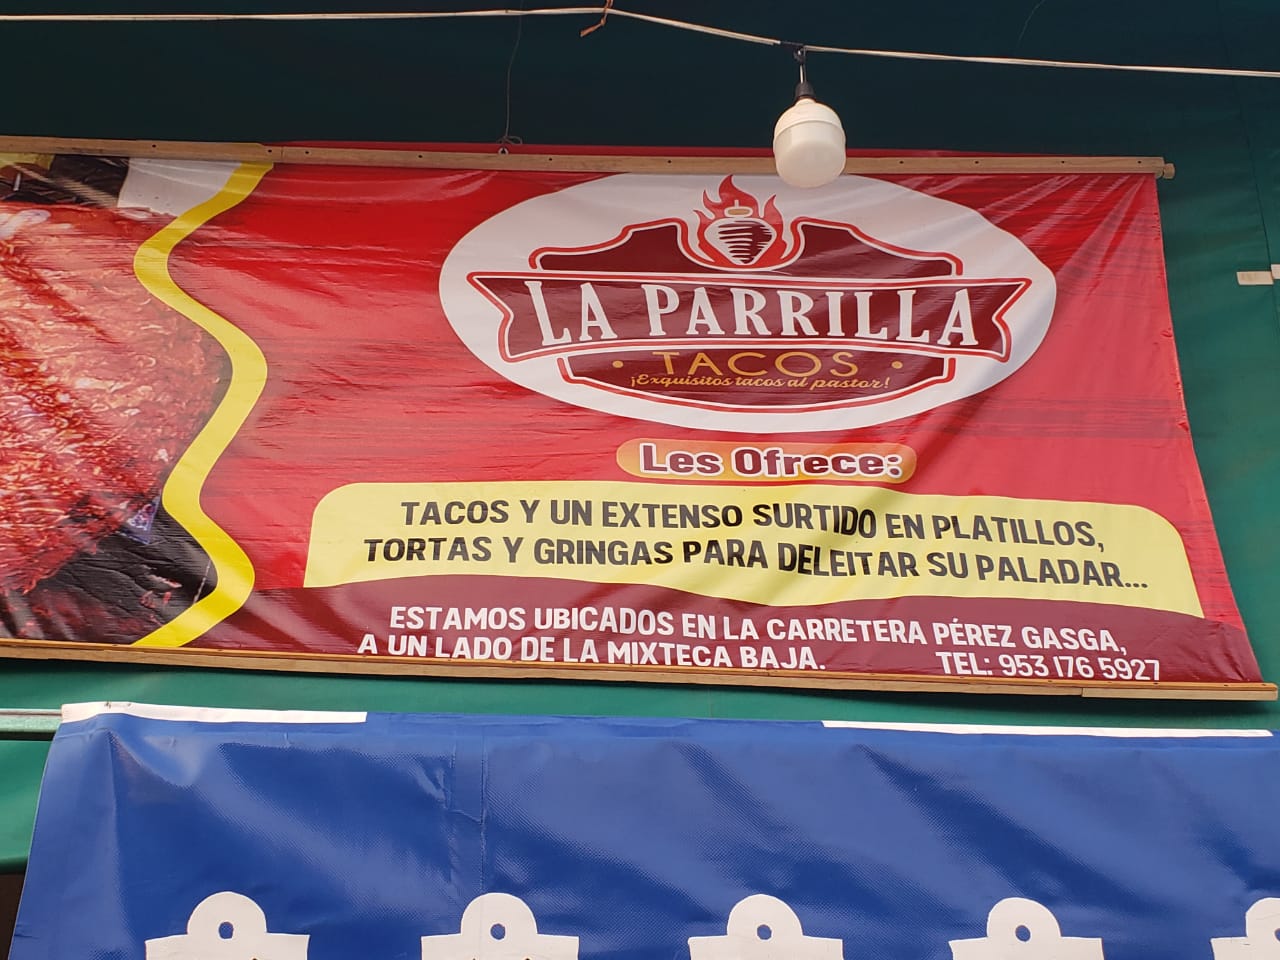 LA PARRILLA
TACOS
¡Exquisitos tacos al pastor!
Les Ofrece:
TACOS Y UN EXTENSO SURTIDO EN PLATILLOS,
TORTAS Y GRINGAS PARA DELEITAR SU PALADAR...
ESTAMOS UBICADOS EN LA CARRETERA PÉREZ GASGA,
A UN LADO DE LA MIXTECA BAJA.
TEL: 953 176 5927